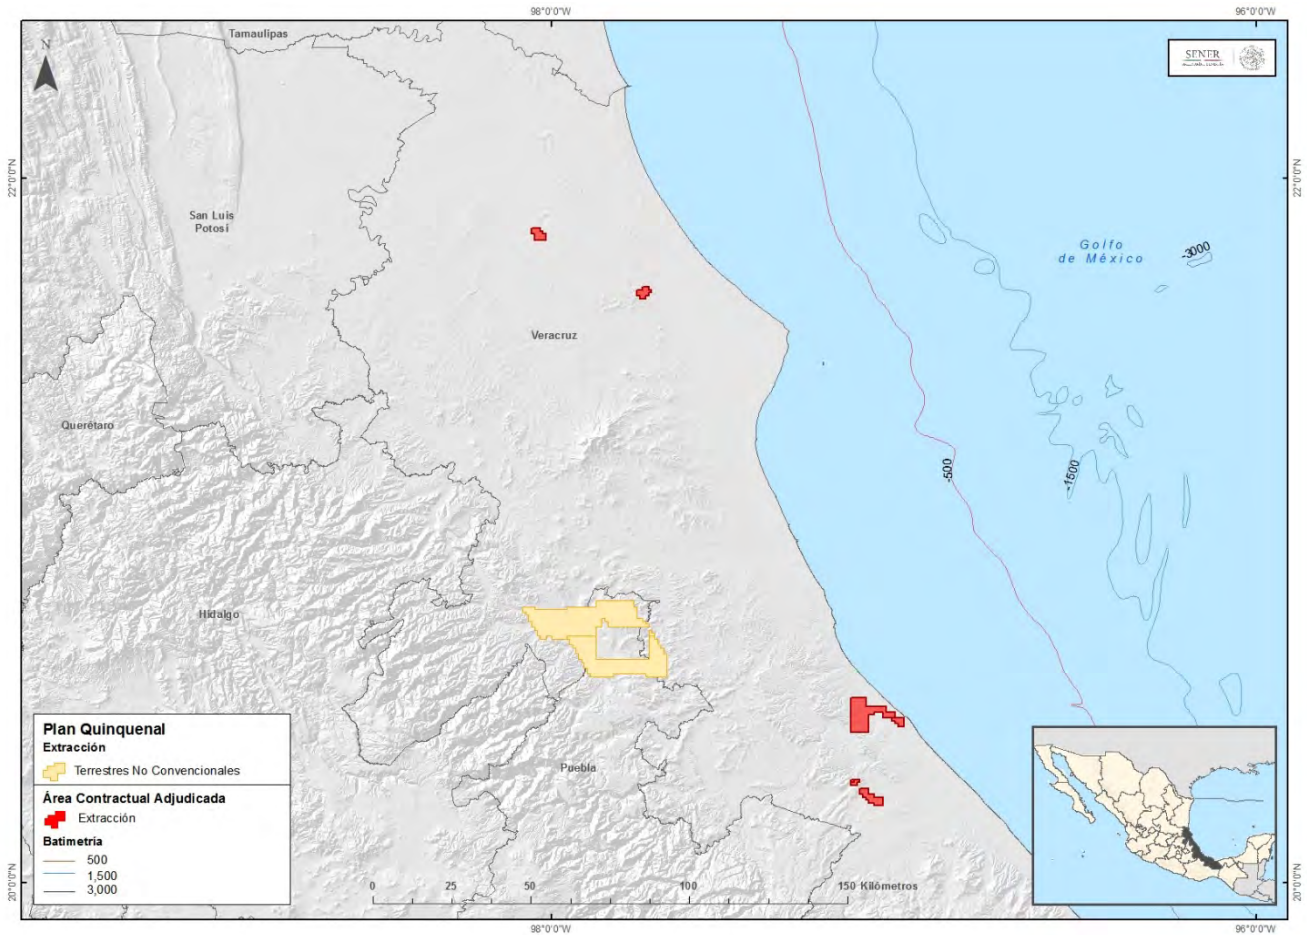 98°0'0"W
96°0'0"W
Tamaulipas
N
SENER
22°0'0"N
22°0'0"N
San Luis
Potosí
Golfo
de México
-3000
Veracruz
Querétaro
-500
-1500
Hidalgo
Plan Quinquenal
Extracción
Terrestres No Convencionales
Área Contractual Adjudicada
Extracción
Batimetría
500
1,500
3,000
Puebla
20°0'0"N
20°0'0"N
0 25 50 100 150 Kilómetros
98°0'0"W
96°0'0"W